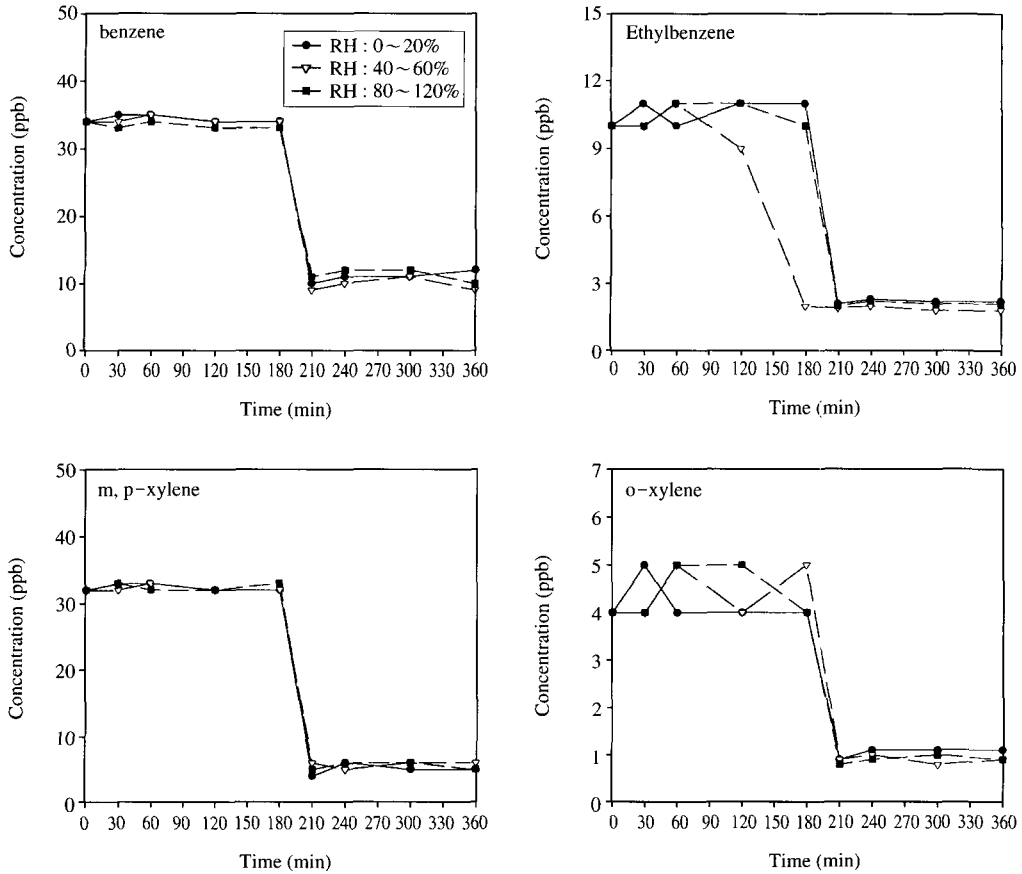 benzene
RH : 0~20%
RH : 40~60%
RH : 80~120%
50
40
30
20
10
0
Concentration (ppb)
0 30 60 90 120 150 180 210 240 270 300 330 360
Time (min)
Ethylbenzene
15
12
9
6
3
0
Concentration (ppb)
0 30 60 90 120 150 180 210 240 270 300 330 360
Time (min)
m, p-xylene
50
40
30
20
10
0
Concentration (ppb)
0 30 60 90 120 150 180 210 240 270 300 330 360
Time (min)
o-xylene
7
6
5
4
3
2
1
0
Concentration (ppb)
0 30 60 90 120 150 180 210 240 270 300 330 360
Time (min)